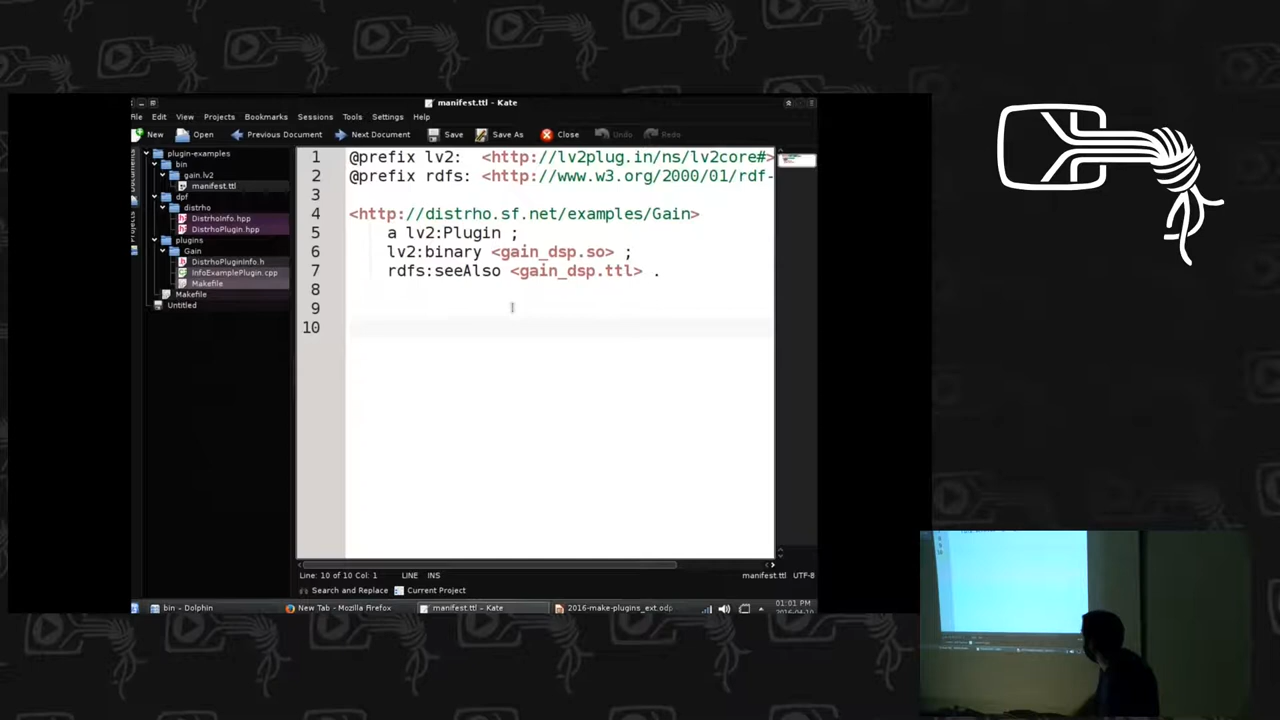 manifest.ttl - Kate
File Edit View Projects Bookmarks Sessions Tools Settings Help
New Open Previous Document Next Document Save Save As Close Undo Redo
plugin-examples
bin
gain.lv2
manifest.ttl
dpf
distrho
DistrhoInfo.hpp
DistrhoPlugin.hpp
plugins
Gain
DistrhoPluginInfo.h
InfoExamplePlugin.cpp
Makefile
Makefile
Untitled
Documents
Projects
1 @prefix lv2: <http://lv2plug.in/ns/lv2core#>
2 @prefix rdfs: <http://www.w3.org/2000/01/rdf-
3
4 <http://distrho.sf.net/examples/Gain>
5 a lv2:Plugin ;
6 lv2:binary <gain_dsp.so> ;
7 rdfs:seeAlso <gain_dsp.ttl> .
8
9
10
Line: 10 of 10 Col: 1 LINE INS manifest.ttl UTF-8
Search and Replace Current Project
bin - Dolphin New Tab - Mozilla Firefox manifest.ttl - Kate 2016-make-plugins_ext.odp 01:01 PM
2016-04-10